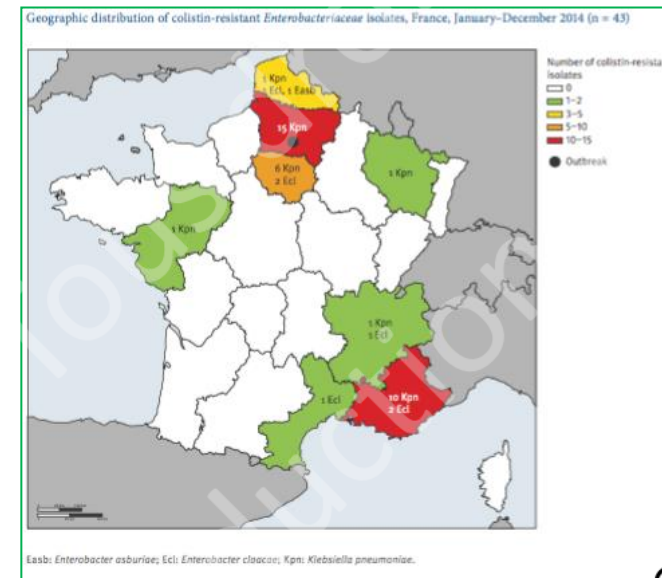 Geographic distribution of colistin-resistant Enterobacteriaceae isolates, France, January–December 2014 (n = 43)
Number of colistin-resista
isolates
0
1–2
3–5
5–10
10–15
Outbreak
1 Kpn
1 Ecl, 1 Easb
15 Kpn
6 Kpn
2 Ecl
1 Kpn
1 Kpn
1 Kpn
1 Ecl
1 Ecl
10 Kpn
2 Ecl
Easb: Enterobacter asburiae; Ecl: Enterobacter cloacae; Kpn: Klebsiella pneumoniae.